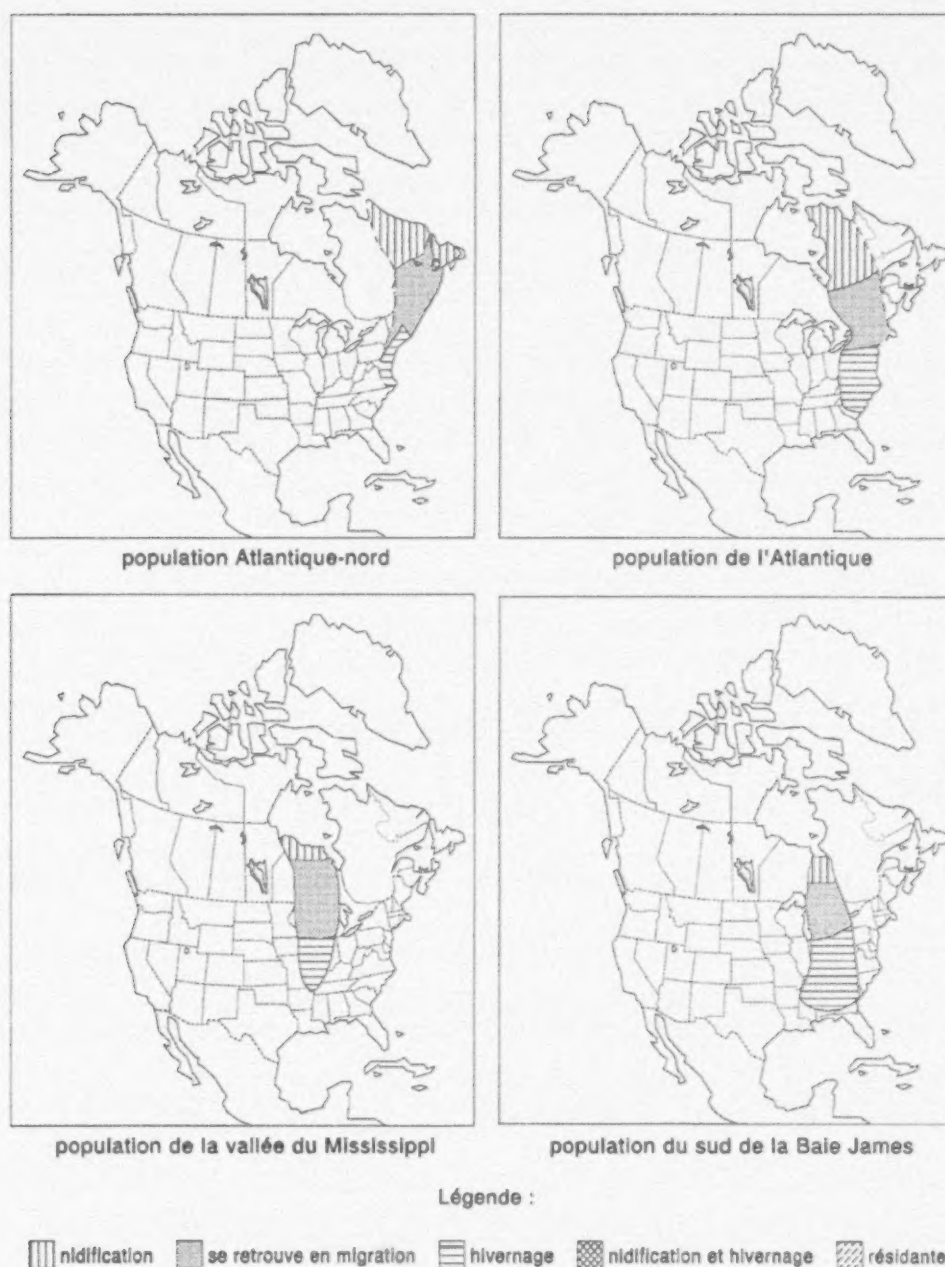 population Atlantique-nord
population de l'Atlantique
population de la vallée du Mississippi
population du sud de la Baie James
Légende :
nidification se retrouve en migration hivernage nidification et hivernage résidante